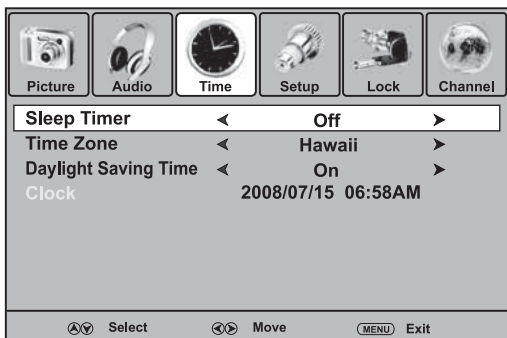 Picture Audio Time Setup Lock Channel
Sleep Timer Off
Time Zone Hawaii
Daylight Saving Time On
Clock 2008/07/15 06:58AM
Select Move MENU Exit